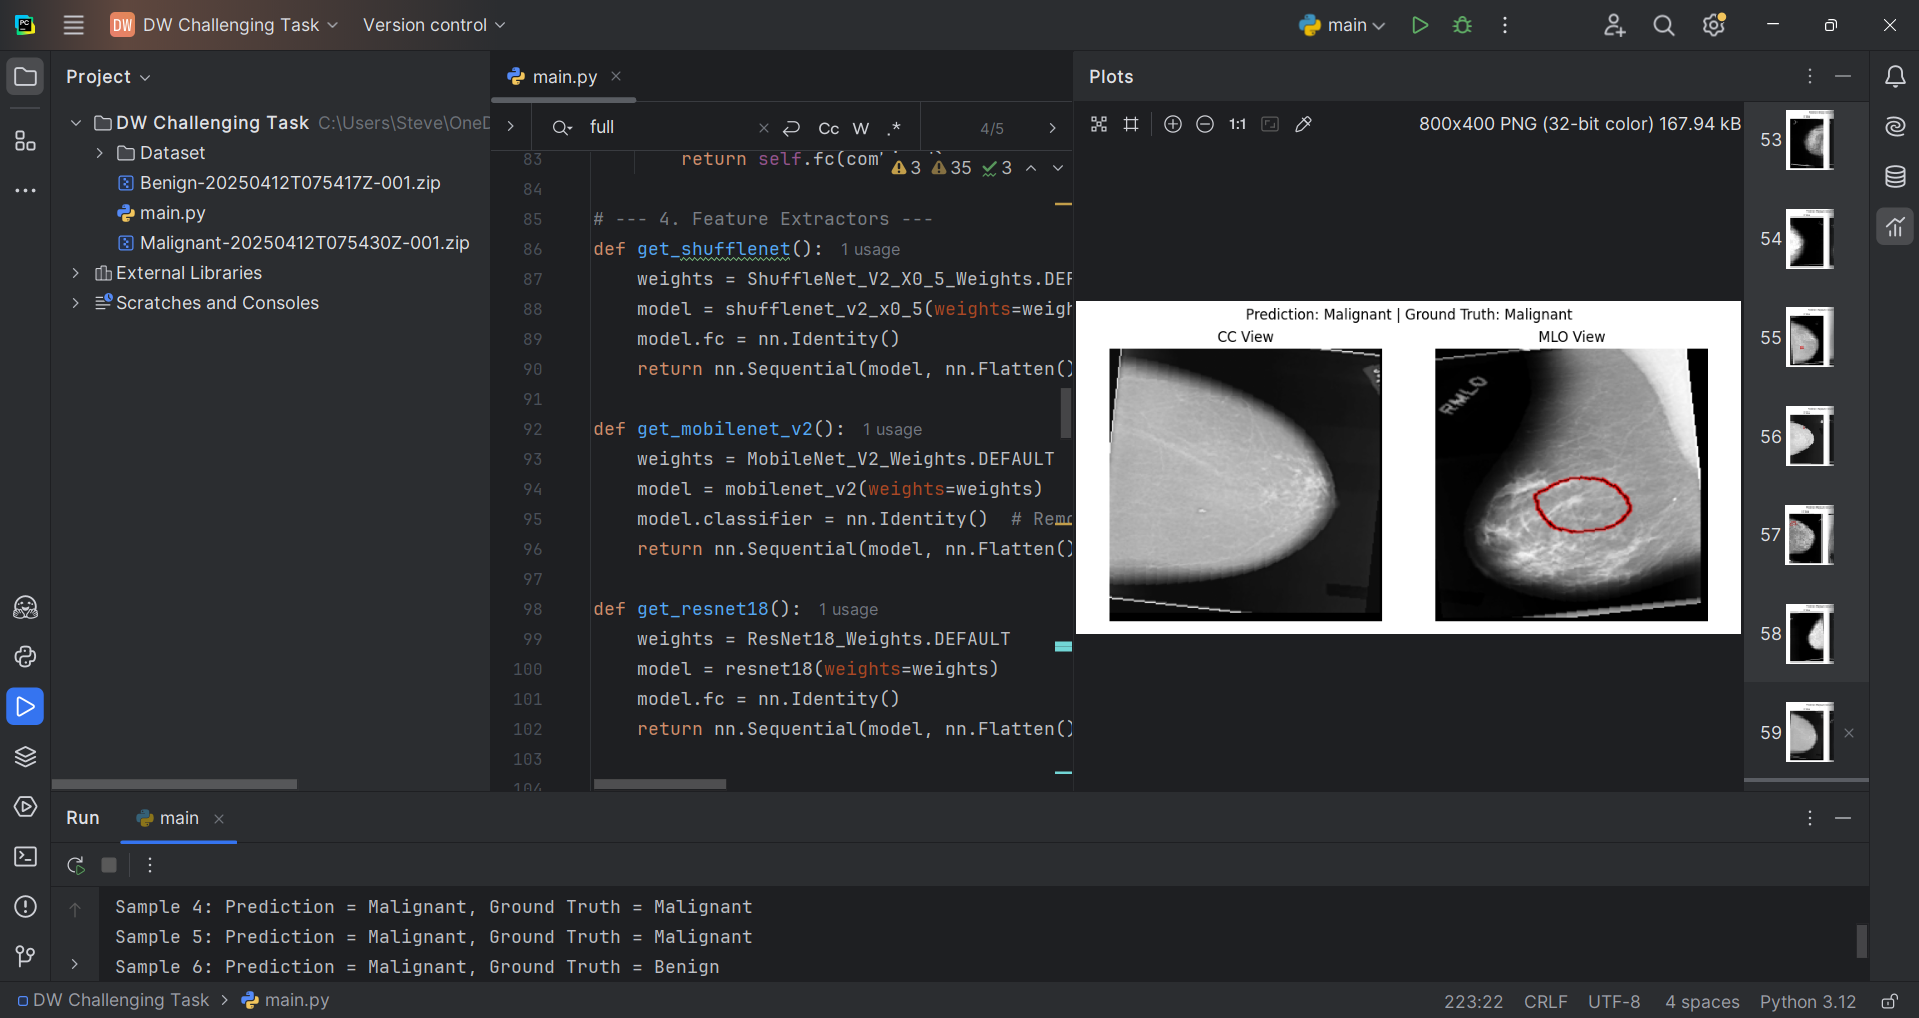 DW DW Challenging Task Version control main
Project
DW Challenging Task C:\Users\Steve\OneD
Dataset
Benign-20250412T075417Z-001.zip
main.py
Malignant-20250412T075430Z-001.zip
External Libraries
Scratches and Consoles
main.py
full Cc W .* 4/5
3 35 3
83 return self.fc(com
84
85 # --- 4. Feature Extractors ---
86 def get_shufflenet(): 1 usage
87 weights = ShuffleNet_V2_X0_5_Weights.DEF
88 model = shufflenet_v2_x0_5(weights=weigh
89 model.fc = nn.Identity()
90 return nn.Sequential(model, nn.Flatten()
91
92 def get_mobilenet_v2(): 1 usage
93 weights = MobileNet_V2_Weights.DEFAULT
94 model = mobilenet_v2(weights=weights)
95 model.classifier = nn.Identity() # Remo
96 return nn.Sequential(model, nn.Flatten()
97
98 def get_resnet18(): 1 usage
99 weights = ResNet18_Weights.DEFAULT
100 model = resnet18(weights=weights)
101 model.fc = nn.Identity()
102 return nn.Sequential(model, nn.Flatten()
103
104
Plots
1:1 800x400 PNG (32-bit color) 167.94 kB
Prediction: Malignant | Ground Truth: Malignant
CC View MLO View
RMLO
53
54
55
56
57
58
59
Run main
Sample 4: Prediction = Malignant, Ground Truth = Malignant
Sample 5: Prediction = Malignant, Ground Truth = Malignant
Sample 6: Prediction = Malignant, Ground Truth = Benign
DW Challenging Task main.py 223:22 CRLF UTF-8 4 spaces Python 3.12